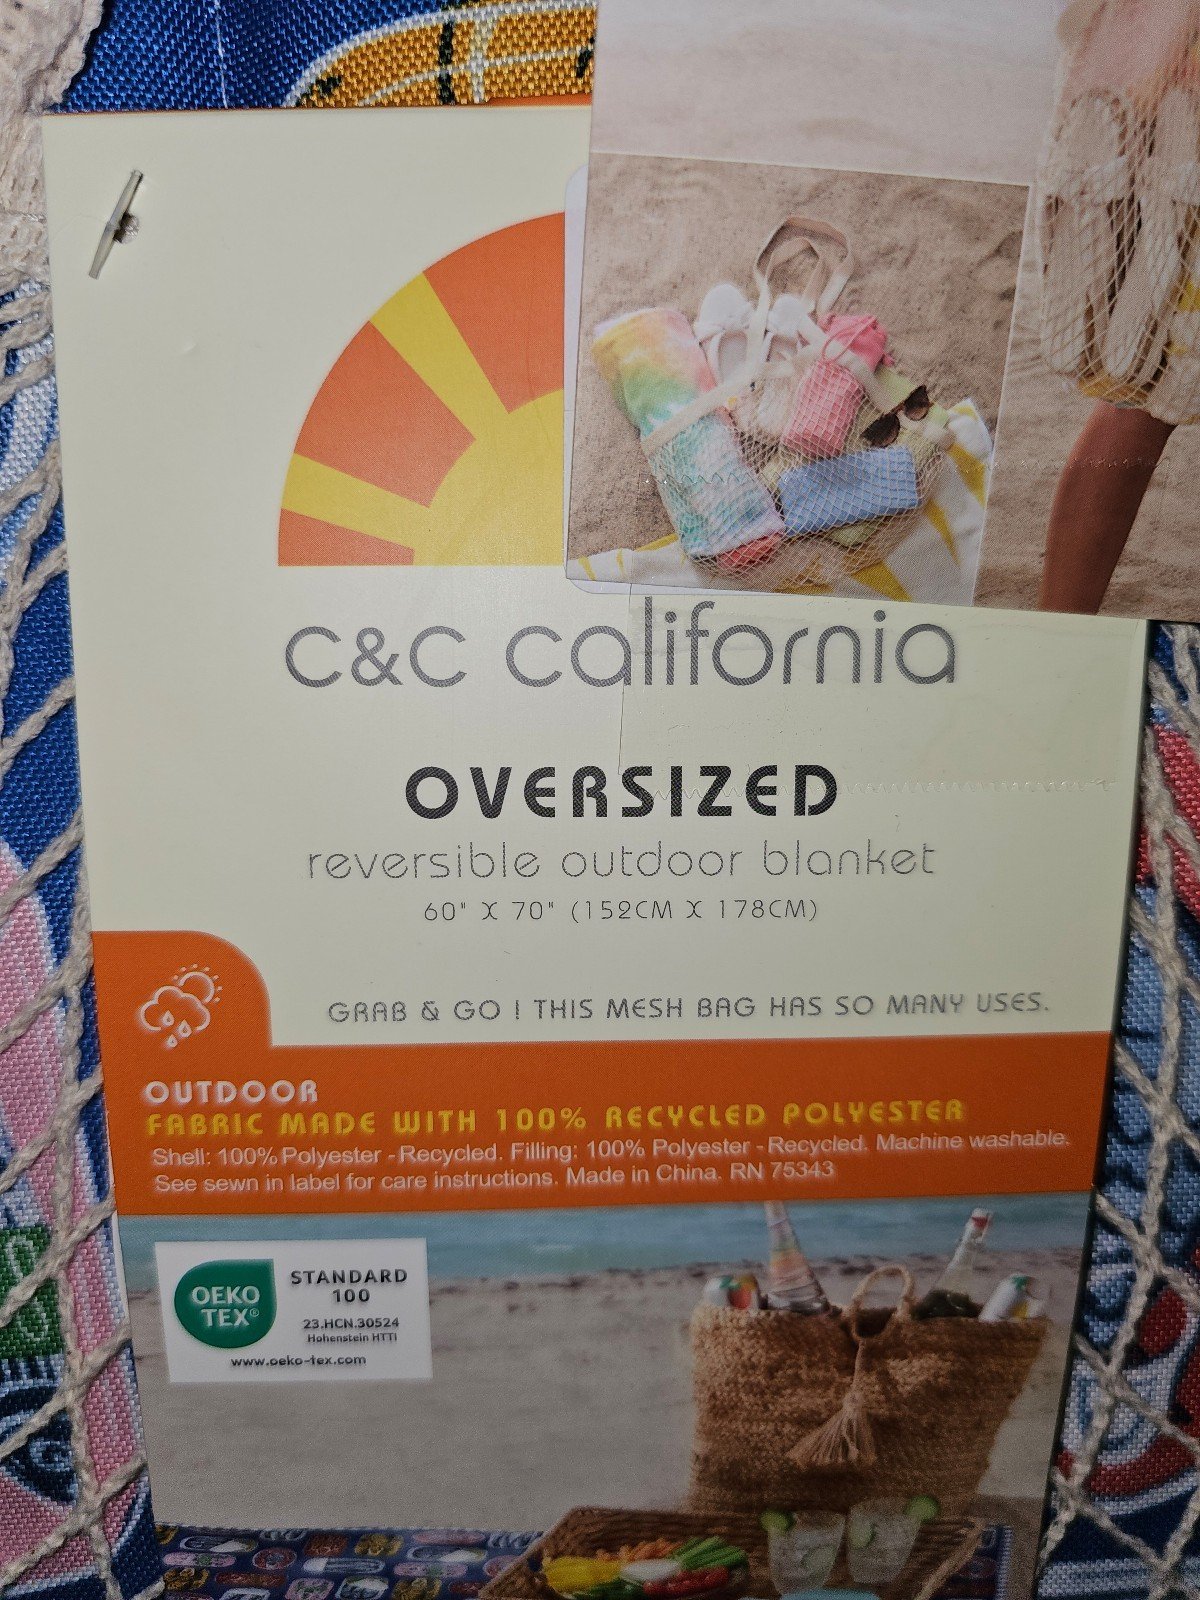 c&c california
OVERSIZED
reversible outdoor blanket
60" X 70" (152CM X 178CM)
GRAB & GO ! THIS MESH BAG HAS SO MANY USES.
OUTDOOR
FABRIC MADE WITH 100% RECYCLED POLYESTER
Shell: 100% Polyester - Recycled. Filling: 100% Polyester - Recycled. Machine washable.
See sewn in label for care instructions. Made in China. RN 75343
OEKO
TEX®
STANDARD
100
23.HCN.30524
Hohenstein HTTI
www.oeko-tex.com